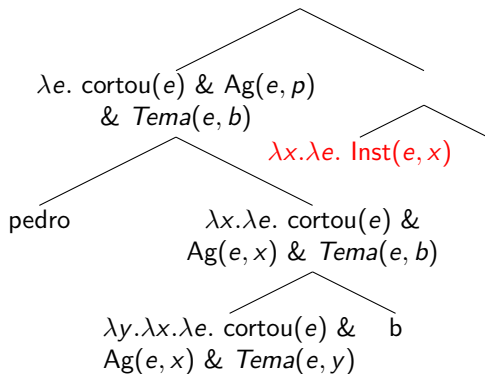 λe. cortou(e) & Ag(e, p)
& Tema(e, b)
λx.λe. Inst(e, x)
pedro
λx.λe. cortou(e) &
Ag(e, x) & Tema(e, b)
λy.λx.λe. cortou(e) &
Ag(e, x) & Tema(e, y)
b